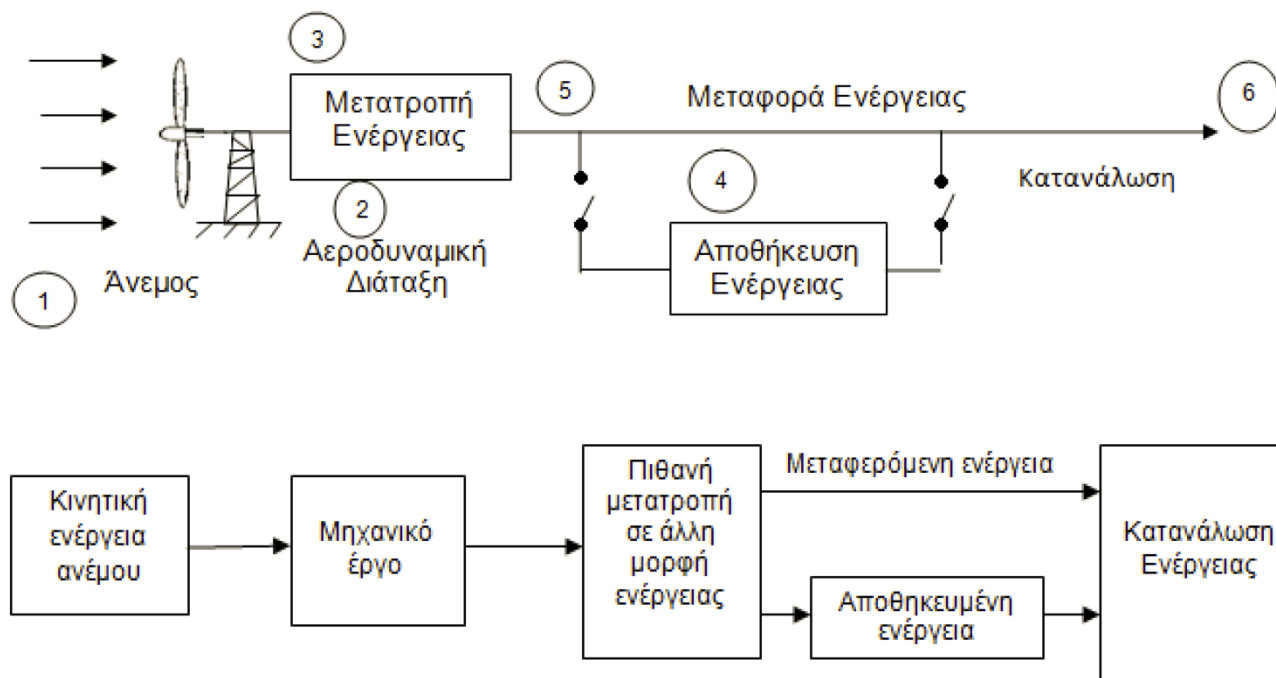 3
Μετατροπή
Ενέργειας
5
Μεταφορά Ενέργειας
6
4
Κατανάλωση
2
Αεροδυναμική
Διάταξη
Αποθήκευση
Ενέργειας
1
Άνεμος
Κινητική
ενέργεια
ανέμου
Μηχανικό
έργο
Πιθανή
μετατροπή
σε άλλη
μορφή
ενέργειας
Μεταφερόμενη ενέργεια
Αποθηκευμένη
ενέργεια
Κατανάλωση
Ενέργειας